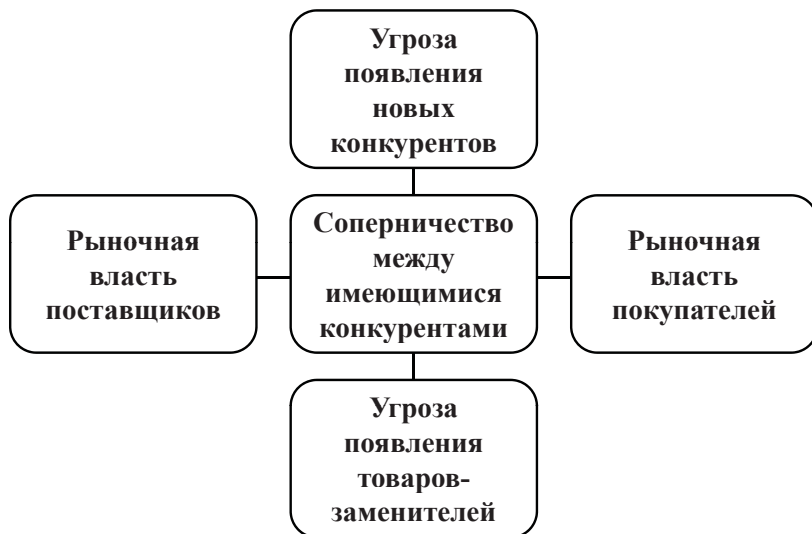 Угроза
появления
новых
конкурентов
Рыночная
власть
поставщиков
Соперничество
между
имеющимися
конкурентами
Рыночная
власть
покупателей
Угроза
появления
товаров-
заменителей